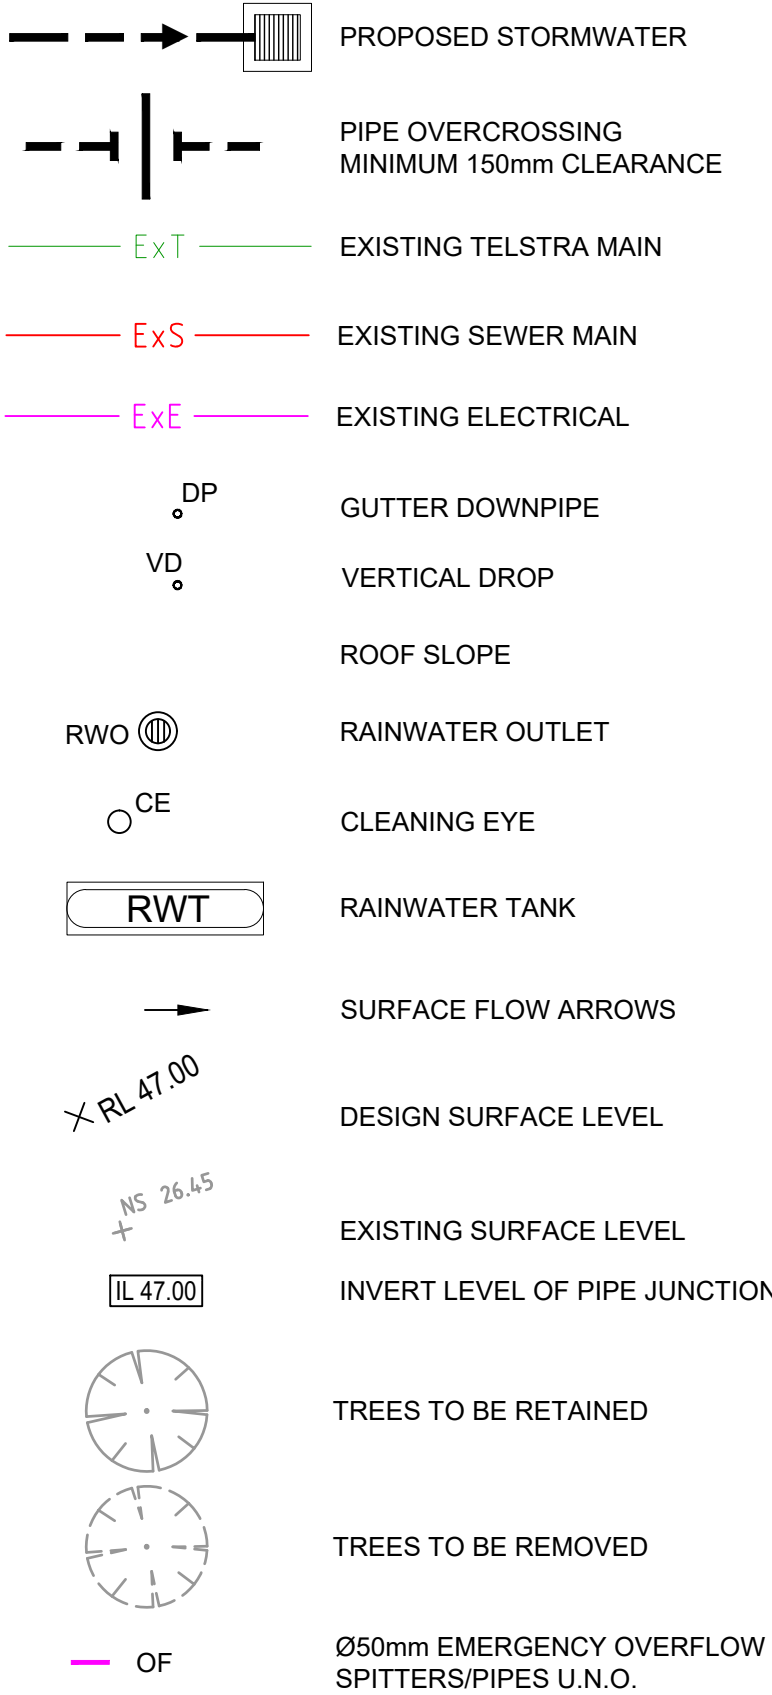 PROPOSED STORMWATER
PIPE OVERCROSSING
MINIMUM 150mm CLEARANCE
ExT EXISTING TELSTRA MAIN
ExS EXISTING SEWER MAIN
ExE EXISTING ELECTRICAL
DP GUTTER DOWNPIPE
VD VERTICAL DROP
ROOF SLOPE
RWO RAINWATER OUTLET
CE CLEANING EYE
RWT RAINWATER TANK
SURFACE FLOW ARROWS
RL 47.00 DESIGN SURFACE LEVEL
NS 26.45 EXISTING SURFACE LEVEL
IL 47.00 INVERT LEVEL OF PIPE JUNCTION
TREES TO BE RETAINED
TREES TO BE REMOVED
OF Ø50mm EMERGENCY OVERFLOW
SPITTERS/PIPES U.N.O.